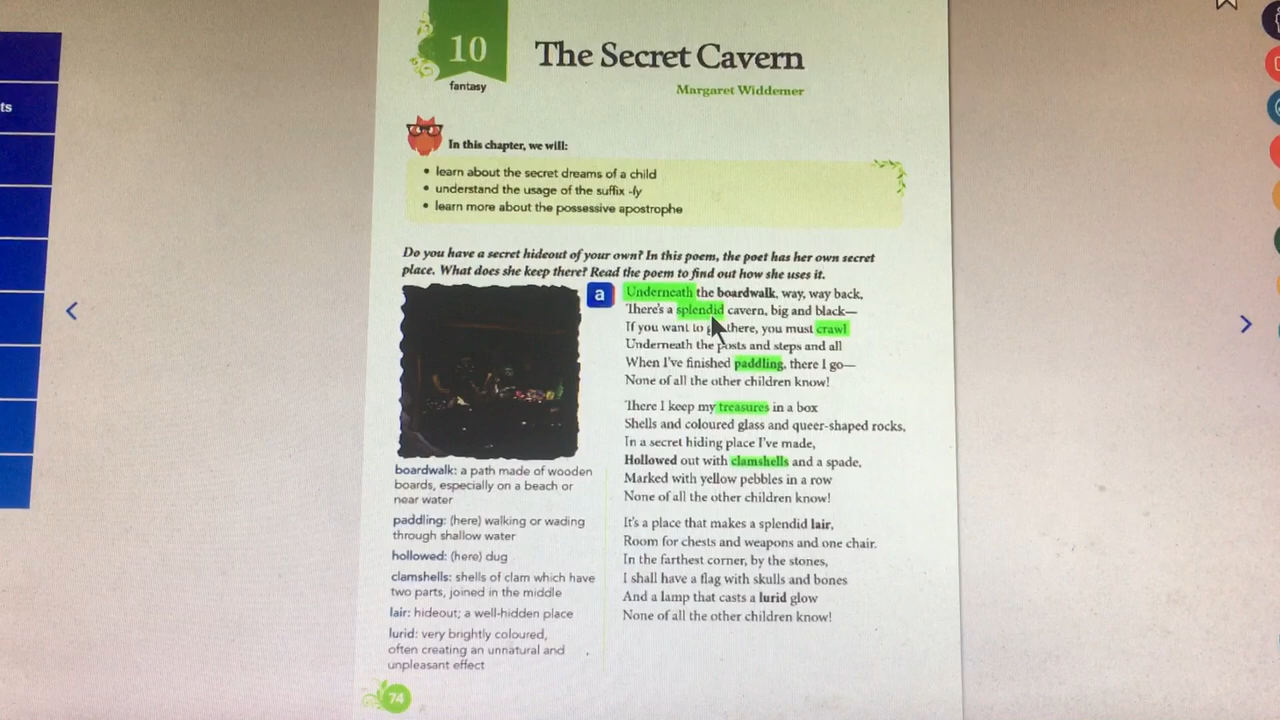 ts
10
fantasy
The Secret Cavern
Margaret Widdemer
In this chapter, we will:
• learn about the secret dreams of a child
• understand the usage of the suffix -ly
• learn more about the possessive apostrophe
Do you have a secret hideout of your own? In this poem, the poet has her own secret
place. What does she keep there? Read the poem to find out how she uses it.
a
Underneath the boardwalk, way, way back,
There's a splendid cavern, big and black—
If you want to there, you must crawl
Underneath the posts and steps and all
When I've finished paddling, there I go—
None of all the other children know!
There I keep my treasures in a box
Shells and coloured glass and queer-shaped rocks,
In a secret hiding place I've made,
Hollowed out with clamshells and a spade,
Marked with yellow pebbles in a row
None of all the other children know!
It's a place that makes a splendid lair,
Room for chests and weapons and one chair.
In the farthest corner, by the stones,
I shall have a flag with skulls and bones
And a lamp that casts a lurid glow
None of all the other children know!
boardwalk: a path made of wooden
boards, especially on a beach or
near water
paddling: (here) walking or wading
through shallow water
hollowed: (here) dug
clamshells: shells of clam which have
two parts, joined in the middle
lair: hideout; a well-hidden place
lurid: very brightly coloured,
often creating an unnatural and
unpleasant effect
74